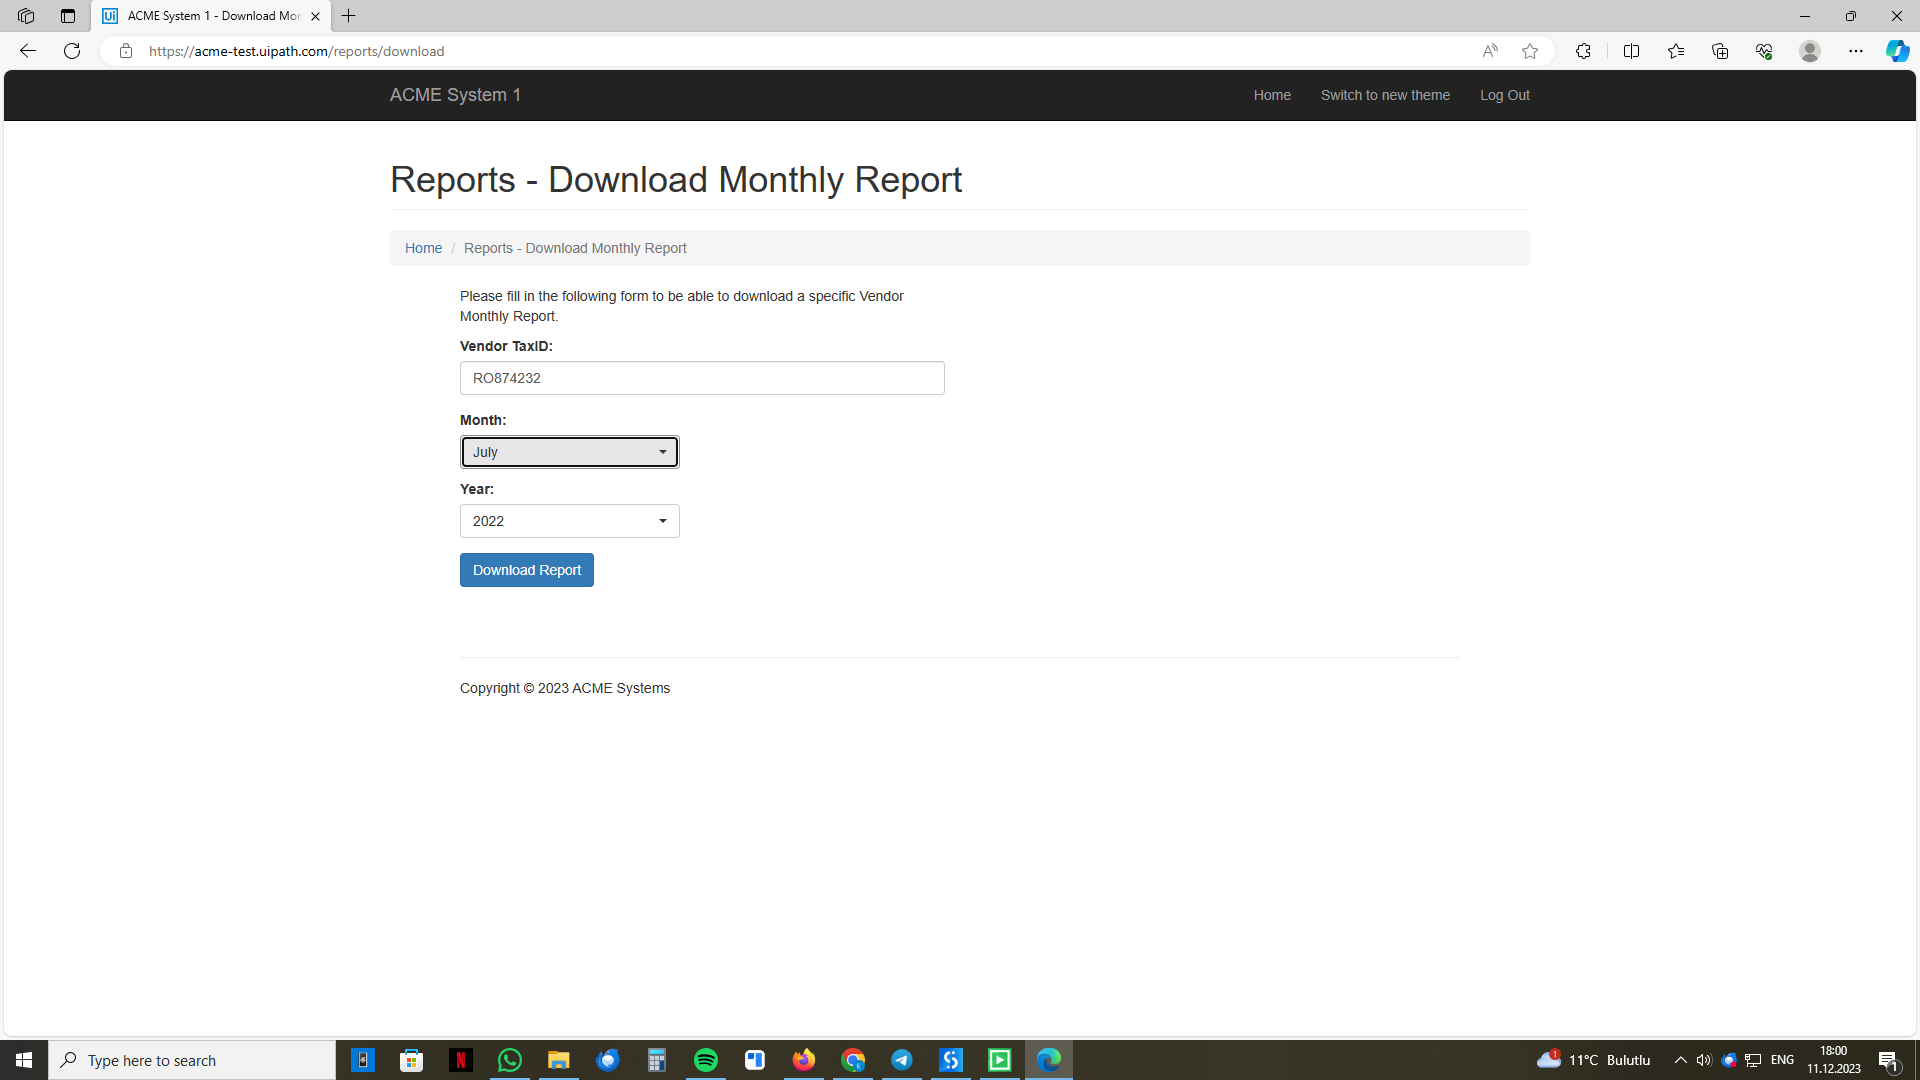 ACME System 1 - Download Mon
https://acme-test.uipath.com/reports/download
ACME System 1
Home
Switch to new theme
Log Out
Reports - Download Monthly Report
Home / Reports - Download Monthly Report
Please fill in the following form to be able to download a specific Vendor
Monthly Report.
Vendor TaxID:
RO874232
Month:
July
Year:
2022
Download Report
Copyright © 2023 ACME Systems
Type here to search
1
11°C Bulutlu
ENG
18:00
11.12.2023
1